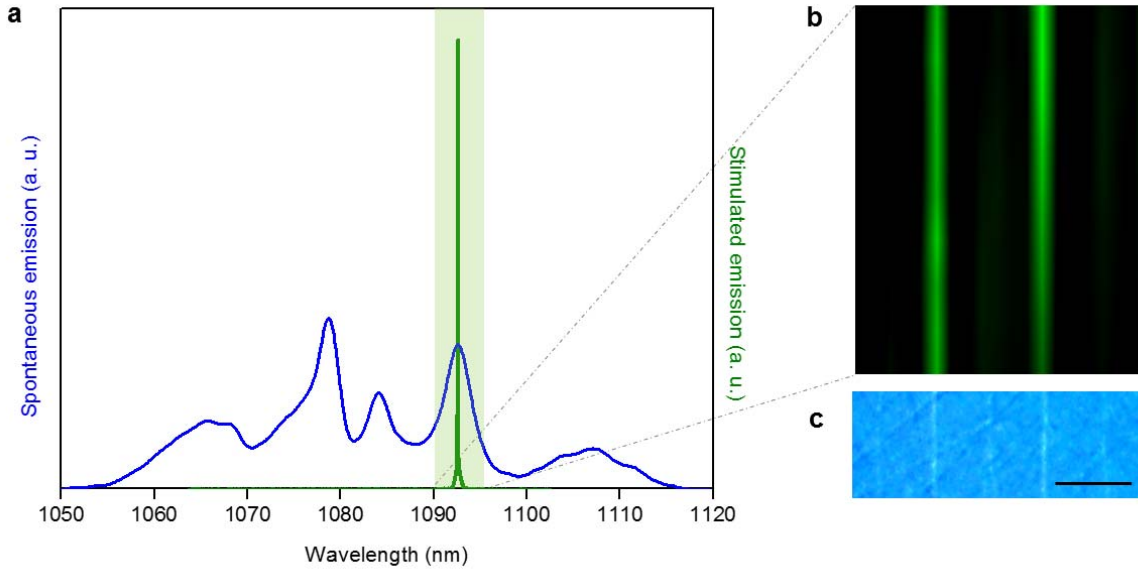 a
b
Spontaneous emission (a. u.)
Stimulated emission (a. u.)
c
1050 1060 1070 1080 1090 1100 1110 1120
Wavelength (nm)